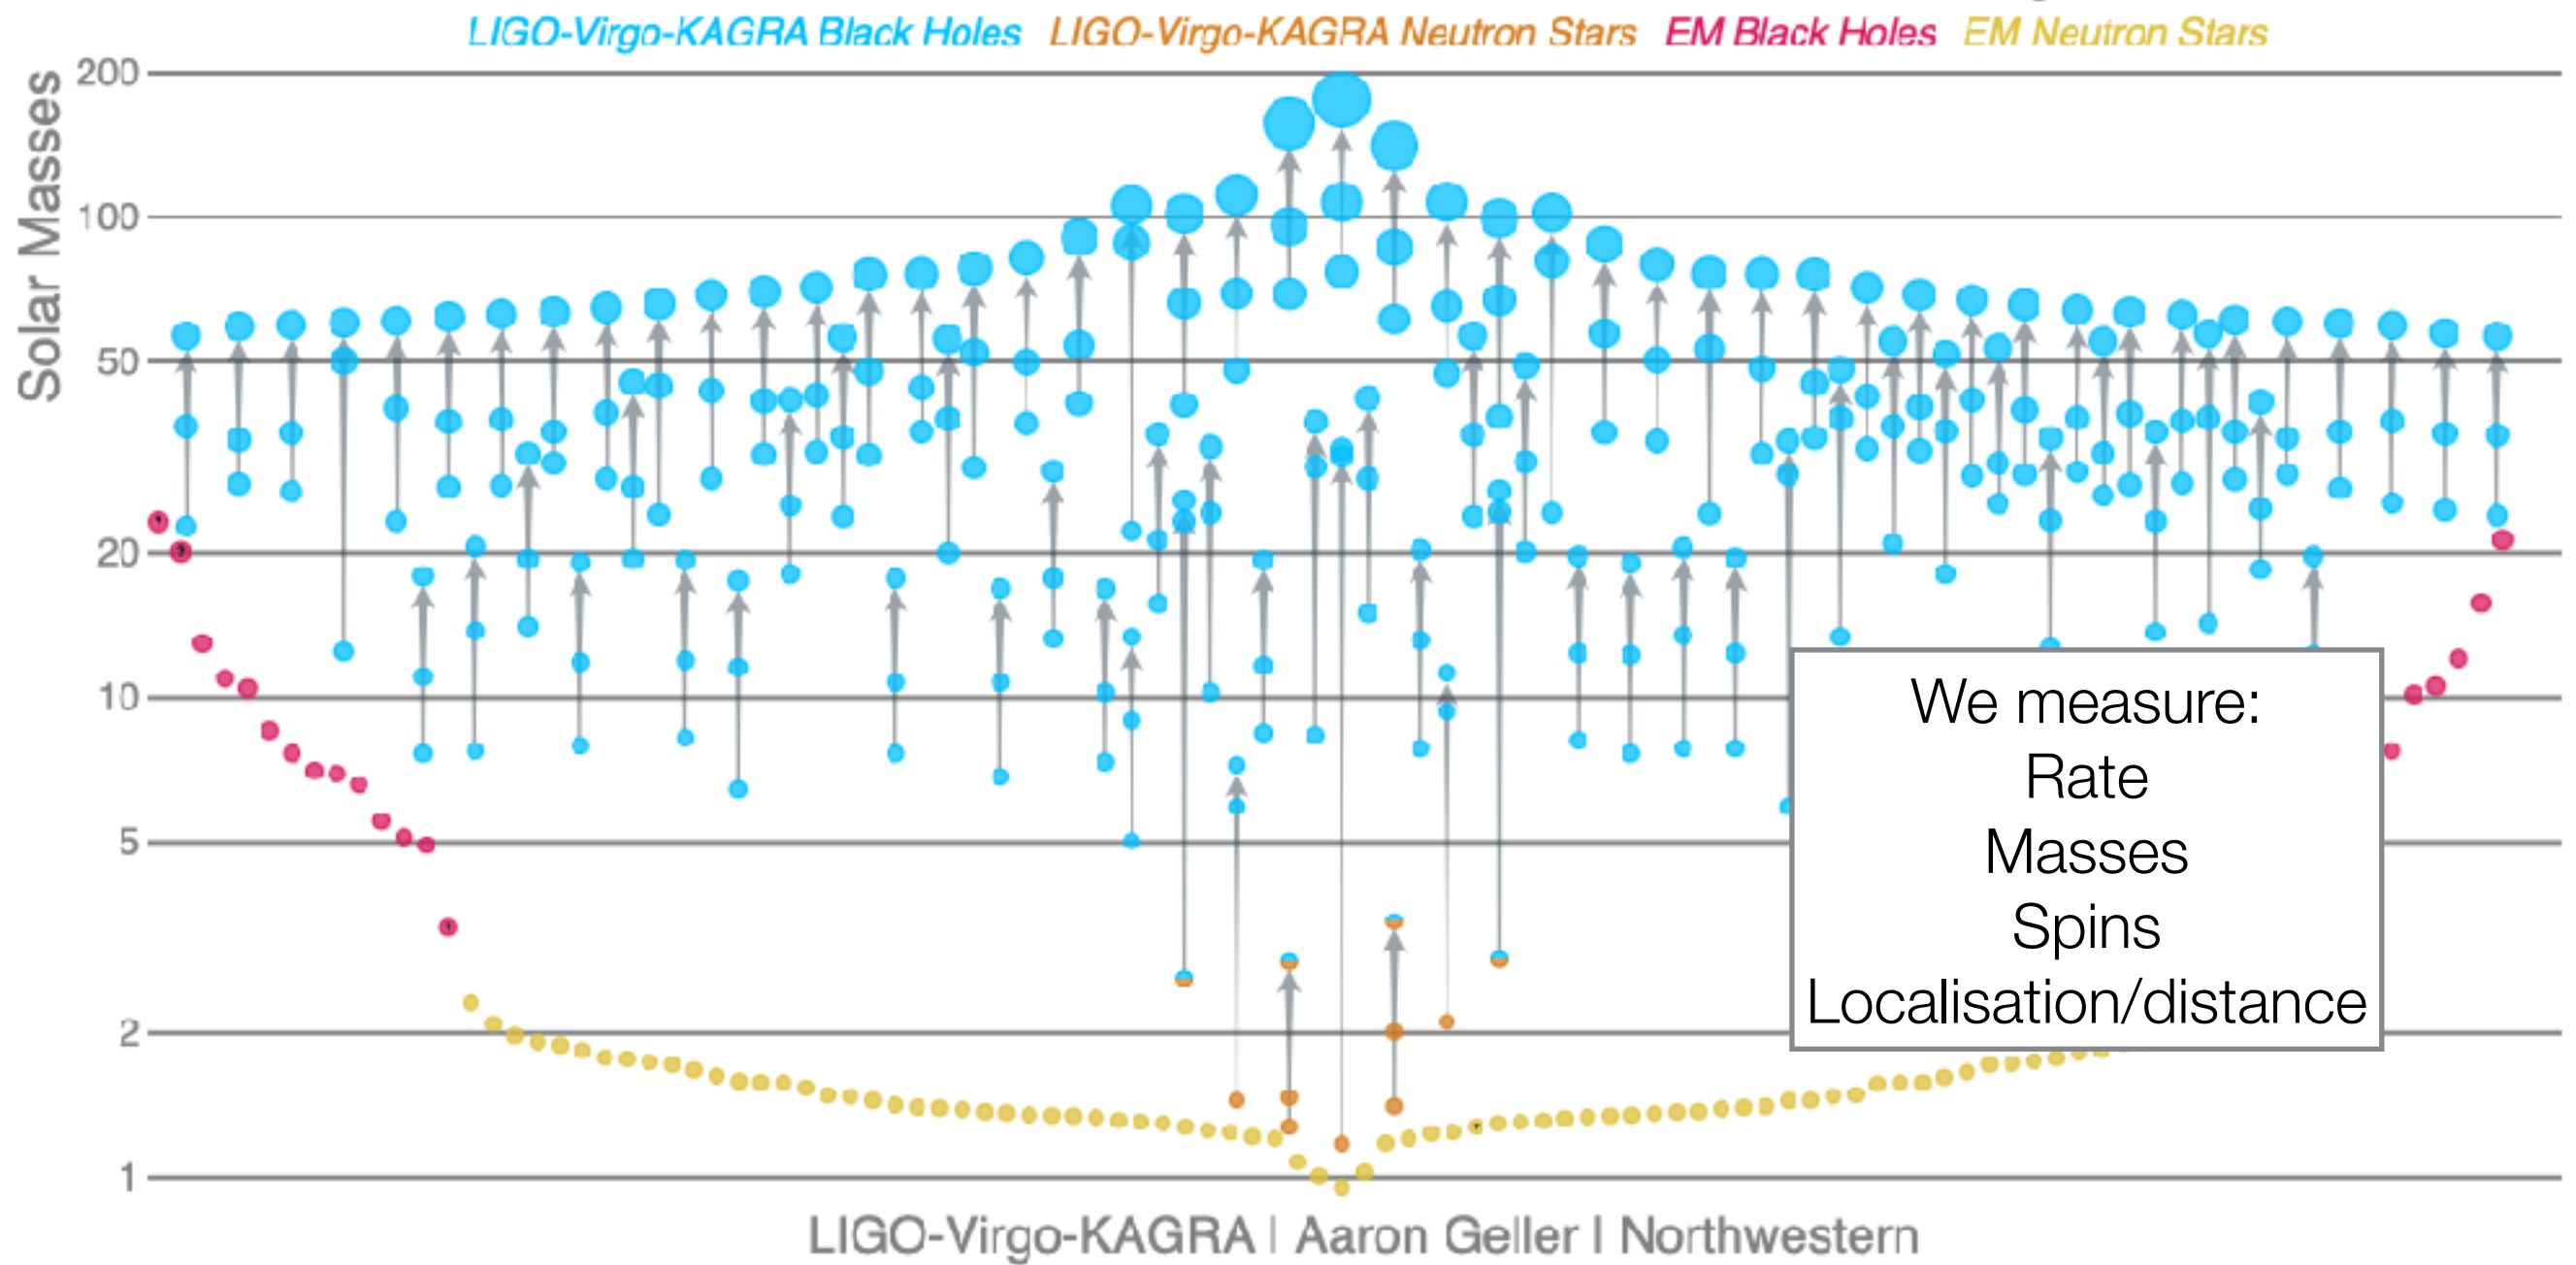 LIGO-Virgo-KAGRA Black Holes LIGO-Virgo-KAGRA Neutron Stars EM Black Holes EM Neutron Stars
Solar Masses
200
100
50
20
10
5
2
1
We measure:
Rate
Masses
Spins
Localisation/distance
LIGO-Virgo-KAGRA | Aaron Geller | Northwestern